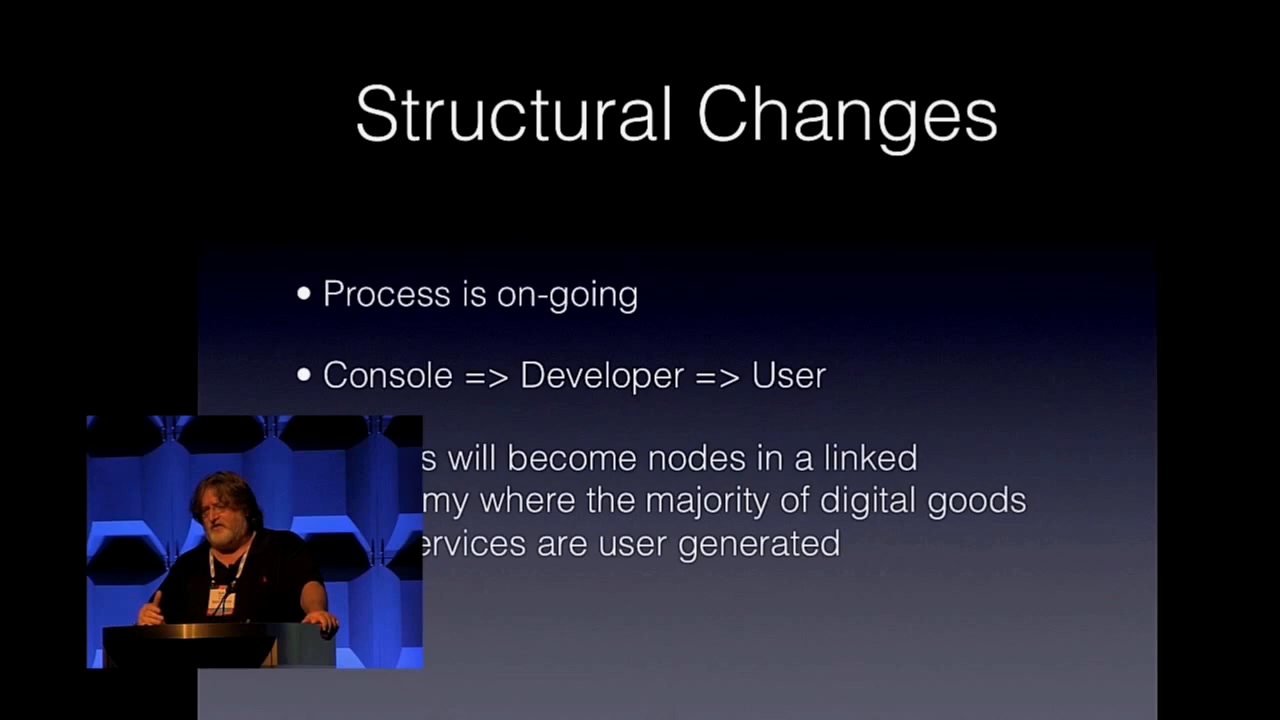 Structural Changes
• Process is on-going
• Console => Developer => User
s will become nodes in a linked
my where the majority of digital goods
ervices are user generated